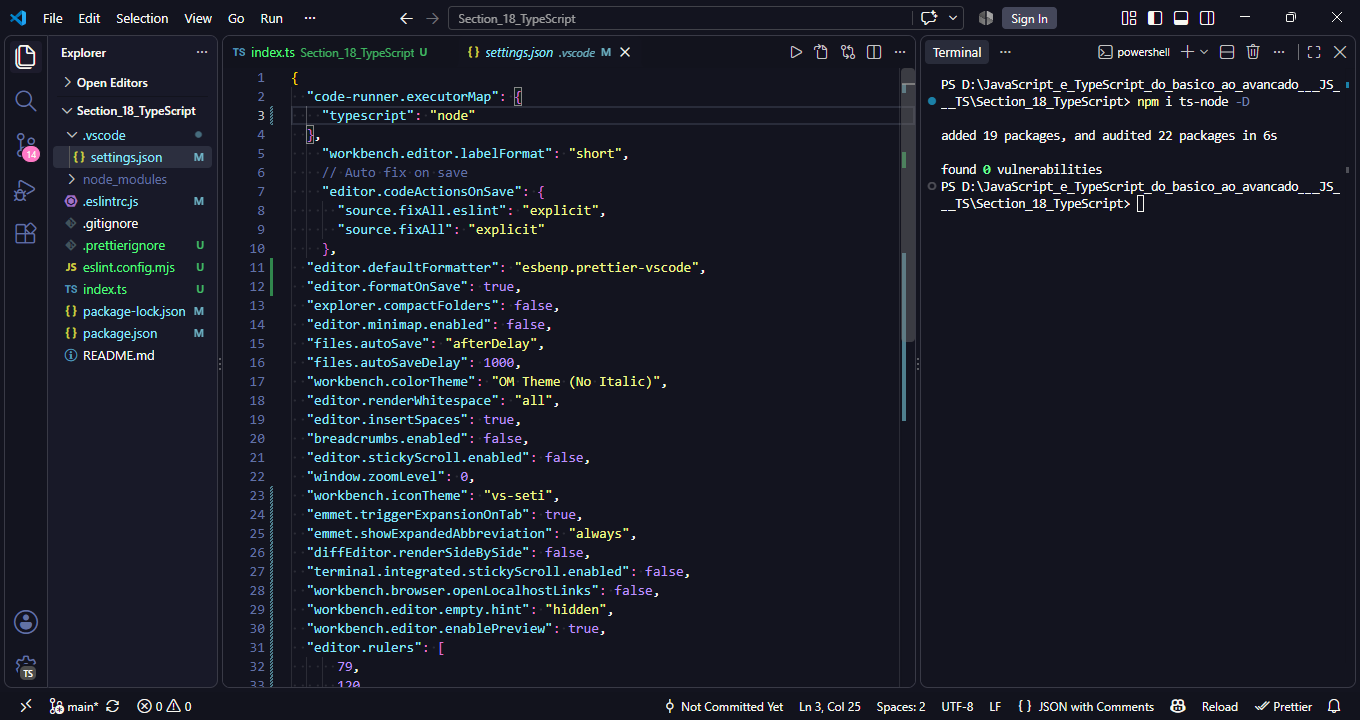 File Edit Selection View Go Run ··· Section_18_TypeScript Sign In
Explorer ···
Open Editors
Section_18_TypeScript
.vscode
settings.json M
node_modules
.eslintrc.js M
.gitignore
.prettierignore U
JS eslint.config.mjs U
TS index.ts U
package-lock.json M
package.json M
README.md
14
TS
TS index.ts Section_18_TypeScript U
{} settings.json .vscode M
1 {
2 "code-runner.executorMap": {
3 "typescript": "node"
4 },
5 "workbench.editor.labelFormat": "short",
6 // Auto fix on save
7 "editor.codeActionsOnSave": {
8 "source.fixAll.eslint": "explicit",
9 "source.fixAll": "explicit"
10 },
11 "editor.defaultFormatter": "esbenp.prettier-vscode",
12 "editor.formatOnSave": true,
13 "explorer.compactFolders": false,
14 "editor.minimap.enabled": false,
15 "files.autoSave": "afterDelay",
16 "files.autoSaveDelay": 1000,
17 "workbench.colorTheme": "OM Theme (No Italic)",
18 "editor.renderWhitespace": "all",
19 "editor.insertSpaces": true,
20 "breadcrumbs.enabled": false,
21 "editor.stickyScroll.enabled": false,
22 "window.zoomLevel": 0,
23 "workbench.iconTheme": "vs-seti",
24 "emmet.triggerExpansionOnTab": true,
25 "emmet.showExpandedAbbreviation": "always",
26 "diffEditor.renderSideBySide": false,
27 "terminal.integrated.stickyScroll.enabled": false,
28 "workbench.browser.openLocalhostLinks": false,
29 "workbench.editor.empty.hint": "hidden",
30 "workbench.editor.enablePreview": true,
31 "editor.rulers": [
32 79,
33 120
Terminal ··· powershell
PS D:\JavaScript_e_TypeScript_do_basico_ao_avancado___JS_
__TS\Section_18_TypeScript> npm i ts-node -D
added 19 packages, and audited 22 packages in 6s
found 0 vulnerabilities
PS D:\JavaScript_e_TypeScript_do_basico_ao_avancado___JS_
__TS\Section_18_TypeScript>
main* 0 0 Not Committed Yet Ln 3, Col 25 Spaces: 2 UTF-8 LF {} JSON with Comments Reload Prettier